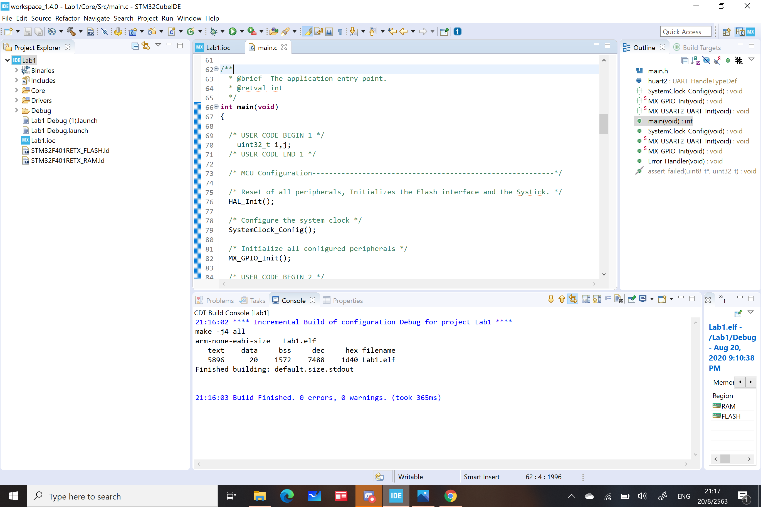 workspace_1.4.0 - Lab1/Core/Src/main.c - STM32CubeIDE
File Edit Source Refactor Navigate Search Project Run Window Help
Quick Access
Project Explorer
Lab1
Binaries
Includes
Core
Drivers
Debug
Lab1 Debug (1).launch
Lab1 Debug.launch
Lab1.ioc
STM32F401RETX_FLASH.ld
STM32F401RETX_RAM.ld
Lab1.ioc
main.c
61
62 /**
63 * @brief The application entry point.
64 * @retval int
65 */
66 int main(void)
67 {
68
69 /* USER CODE BEGIN 1 */
70 uint32_t i,j;
71 /* USER CODE END 1 */
72
73 /* MCU Configuration--------------------------------------------------------*/
74
75 /* Reset of all peripherals, Initializes the Flash interface and the Systick. */
76 HAL_Init();
77
78 /* Configure the system clock */
79 SystemClock_Config();
80
81 /* Initialize all configured peripherals */
82 MX_GPIO_Init();
83
84 /* USER CODE BEGIN 2 */
Outline
Build Targets
main.h
huart2 : UART_HandleTypeDef
SystemClock_Config(void) : void
MX_GPIO_Init(void) : void
MX_USART2_UART_Init(void) : void
main(void) : int
SystemClock_Config(void) : void
MX_USART2_UART_Init(void) : void
MX_GPIO_Init(void) : void
Error_Handler(void) : void
assert_failed(uint8_t*, uint32_t) : void
Problems Tasks Console Properties
CDT Build Console [Lab1]
21:16:02 **** Incremental Build of configuration Debug for project Lab1 ****
make -j4 all
arm-none-eabi-size Lab1.elf
text data bss dec hex filename
5896 20 1572 7488 1d40 Lab1.elf
Finished building: default.size.stdout
21:16:03 Build Finished. 0 errors, 0 warnings. (took 365ms)
Lab1.elf -
/Lab1/Debug
- Aug 20,
2020 9:10:38
PM
Region
RAM
FLASH
Writable
Smart Insert
62 : 4 : 1996
Type here to search
IDE
ENG
21:17
20/8/2563